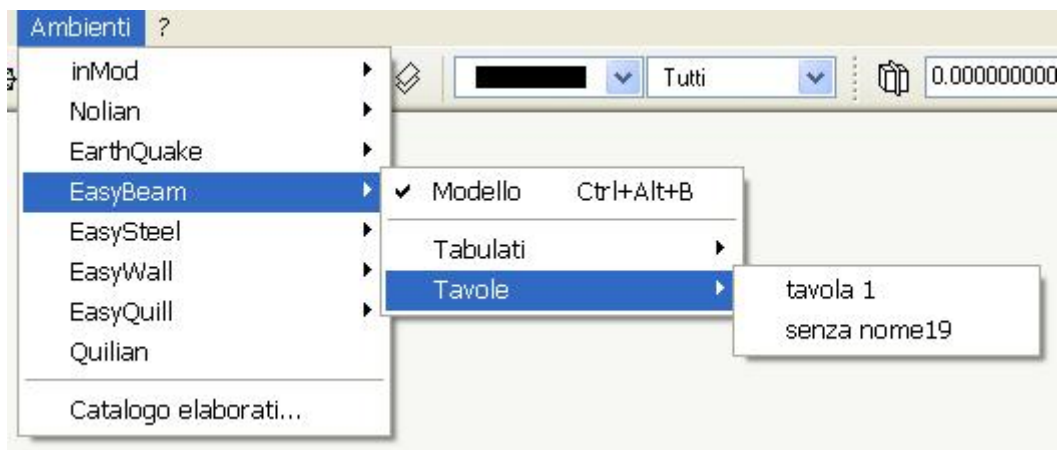 Ambienti ?
Tutti 0.000000000
inMod
Nolian
EarthQuake
EasyBeam
EasySteel
EasyWall
EasyQuill
Quilian
Catalogo elaborati...
Modello Ctrl+Alt+B
Tabulati
Tavole
tavola 1
senza nome19